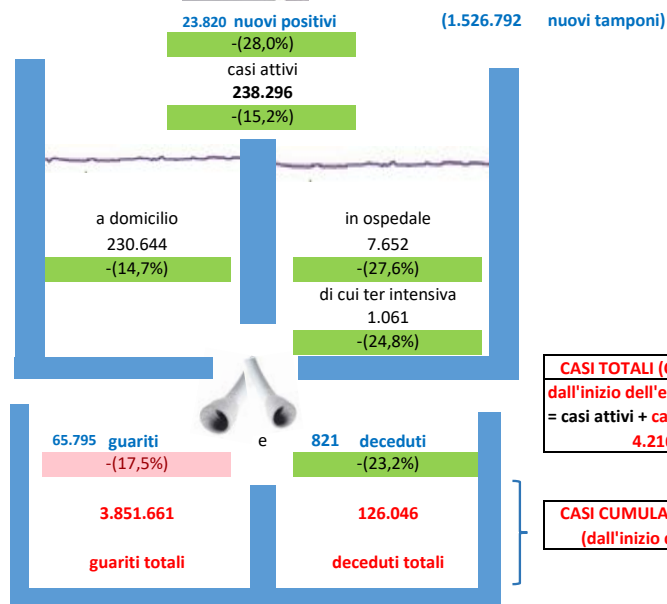 23.820 nuovi positivi (1.526.792 nuovi tamponi)
-(28,0%)
casi attivi
238.296
-(15,2%)
a domicilio
230.644
-(14,7%)
in ospedale
7.652
-(27,6%)
di cui ter intensiva
1.061
-(24,8%)
65.795 guariti
-(17,5%)
e
821 deceduti
-(23,2%)
3.851.661
guariti totali
126.046
deceduti totali
CASI TOTALI (
dall'inizio dell'e
= casi attivi + ca
4.216
CASI CUMULA
(dall'inizio